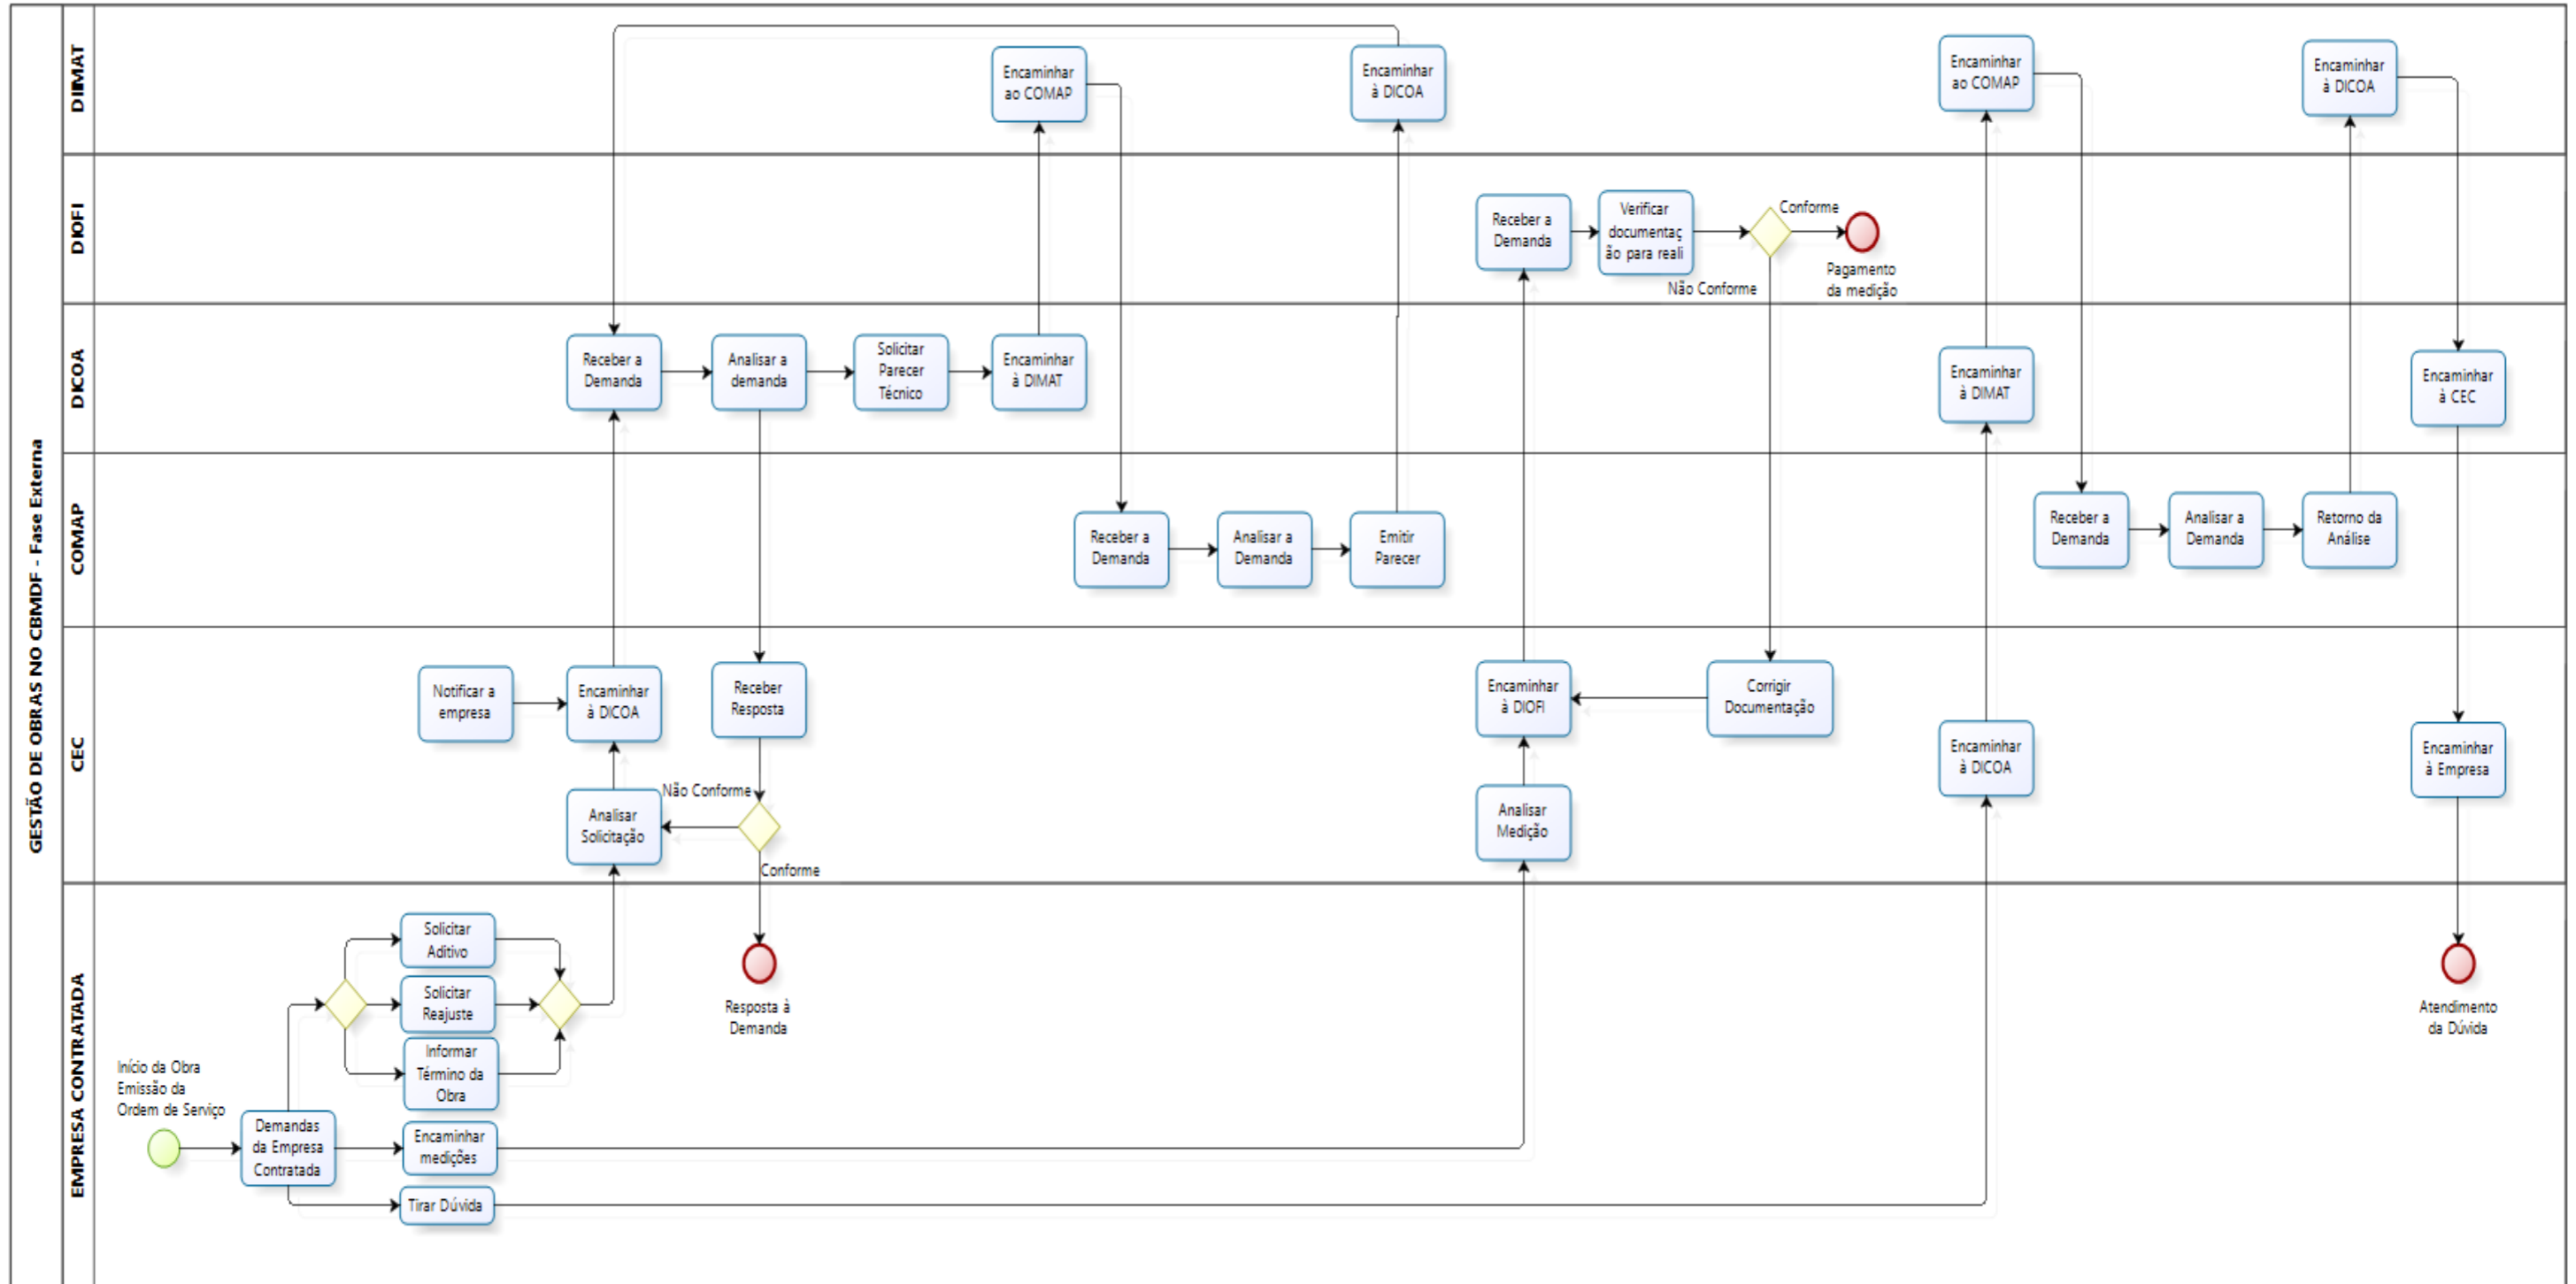 GESTÃO DE OBRAS NO CBMDF - Fase Externa
DIMAT
Encaminhar
ao COMAP
Encaminhar
à DICOA
Encaminhar
ao COMAP
Encaminhar
à DICOA
DIOFI
Receber a
Demanda
Verificar
documentaç
ão para reali
Conforme
Não Conforme
Pagamento
da medição
DICOA
Receber a
Demanda
Analisar a
demanda
Solicitar
Parecer
Técnico
Encaminhar
à DIMAT
Encaminhar
à DIMAT
Encaminhar
à CEC
COMAP
Receber a
Demanda
Analisar a
Demanda
Emitir
Parecer
Receber a
Demanda
Analisar a
Demanda
Retorno da
Análise
CEC
Notificar a
empresa
Encaminhar
à DICOA
Receber
Resposta
Encaminhar
à DIOFI
Corrigir
Documentação
Encaminhar
à DICOA
Encaminhar
à Empresa
Analisar
Solicitação
Não Conforme
Conforme
Analisar
Medição
EMPRESA CONTRATADA
Solicitar
Aditivo
Solicitar
Reajuste
Informar
Término da
Obra
Resposta à
Demanda
Atendimento
da Dúvida
Início da Obra
Emissão da
Ordem de Serviço
Demandas
da Empresa
Contratada
Encaminhar
medições
Tirar Dúvida